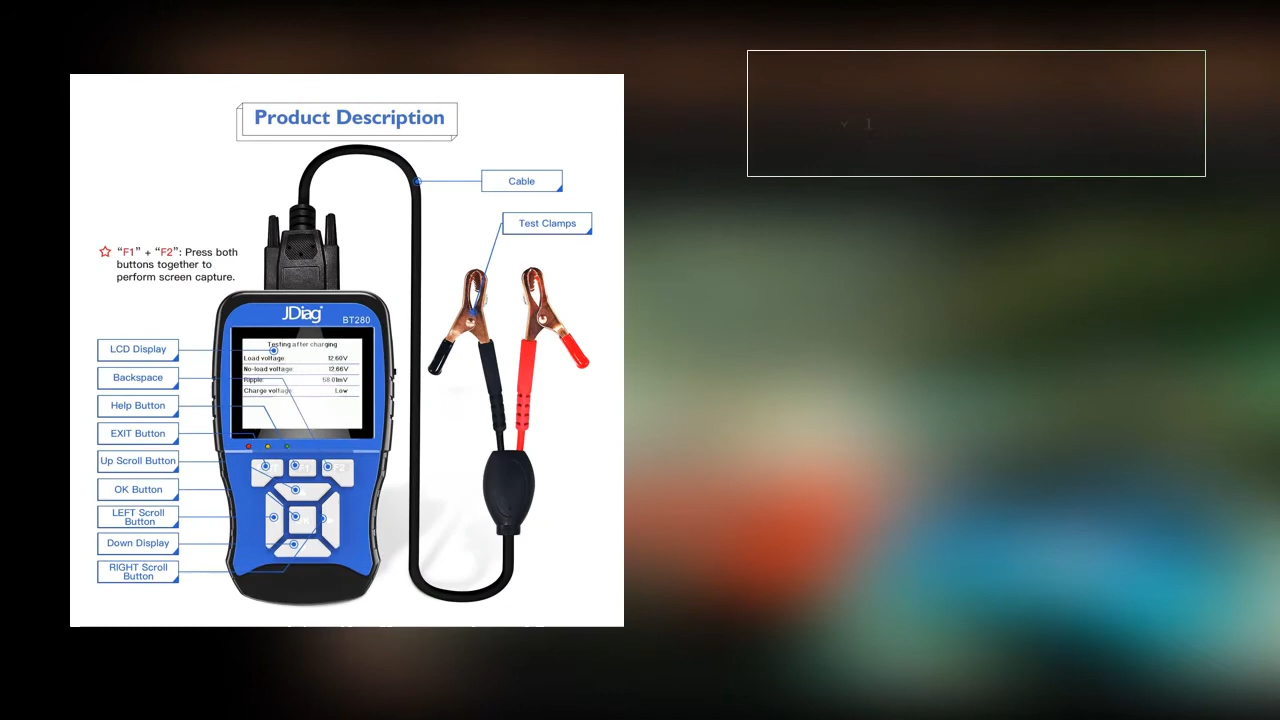 Product Description
Cable
Test Clamps
☆ “F1” + “F2”: Press both
buttons together to
perform screen capture.
JDiag
BT280
Testing after charging
Load voltage: 12.60V
No-load voltage: 12.66V
Ripple: 58.01mV
Charge voltage: Low
LCD Display
Backspace
Help Button
EXIT Button
Up Scroll Button
OK Button
LEFT Scroll
Button
Down Display
RIGHT Scroll
Button